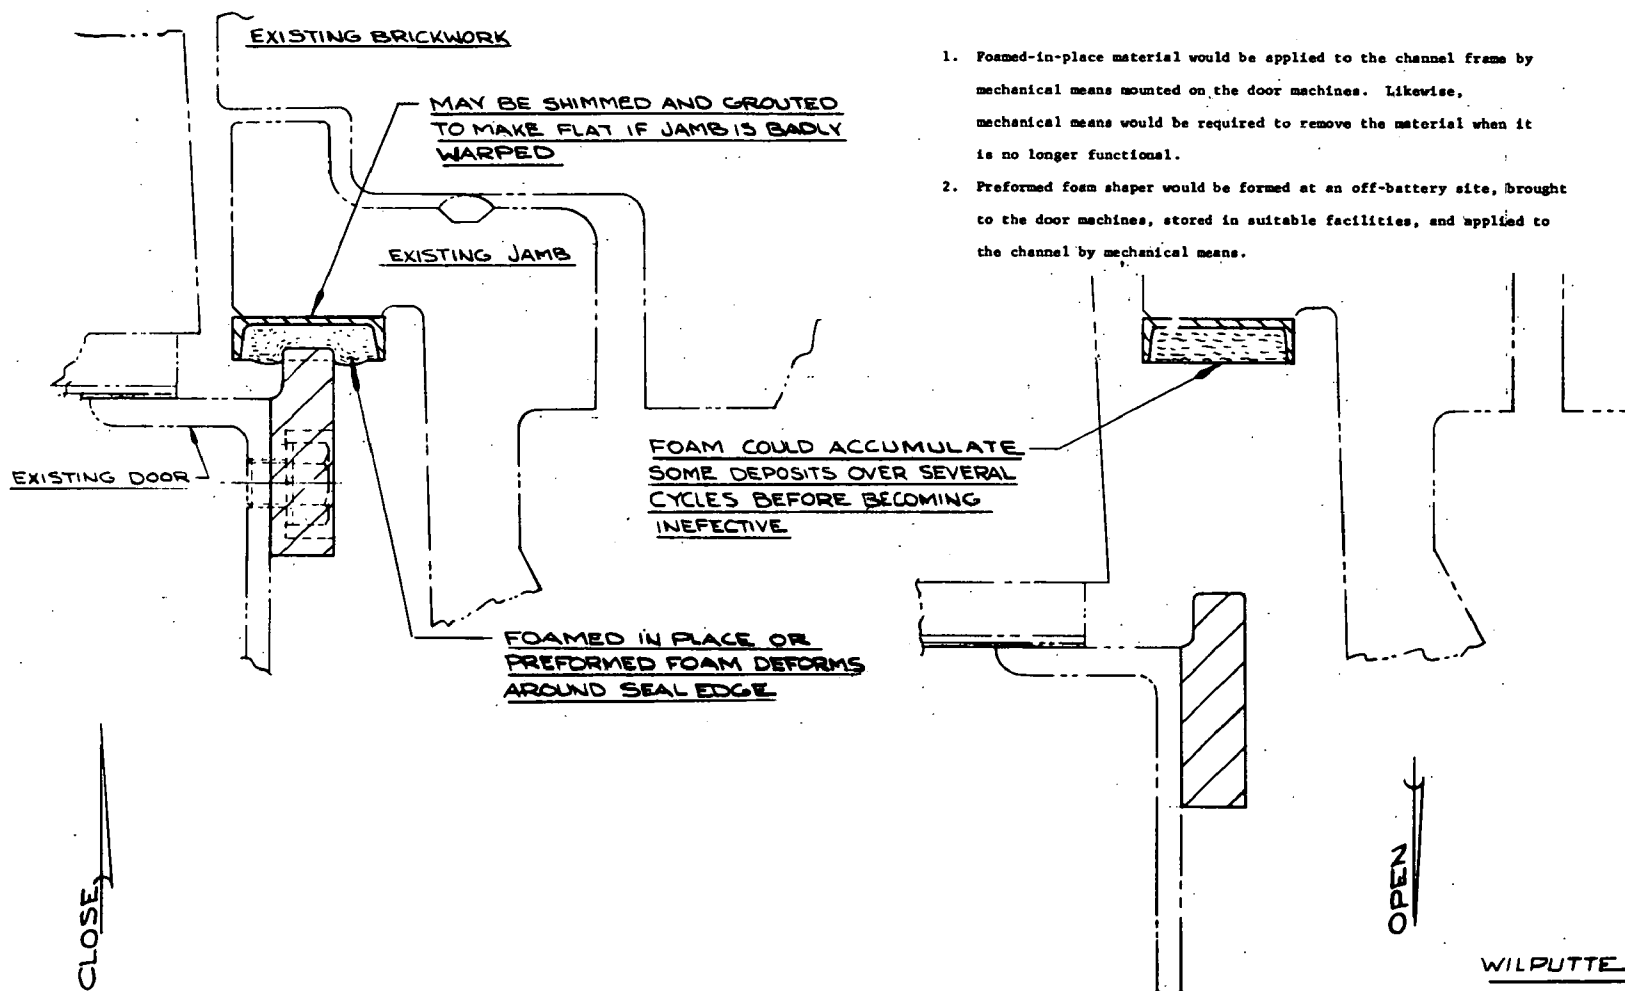 EXISTING BRICKWORK
MAY BE SHIMMED AND GROUTED
TO MAKE FLAT IF JAMB IS BADLY
WARPED
1. Foamed-in-place material would be applied to the channel frame by
mechanical means mounted on the door machines. Likewise,
mechanical means would be required to remove the material when it
is no longer functional.
2. Preformed foam shaper would be formed at an off-battery site, brought
to the door machines, stored in suitable facilities, and applied to
the channel by mechanical means.
EXISTING JAMB
EXISTING DOOR
FOAM COULD ACCUMULATE
SOME DEPOSITS OVER SEVERAL
CYCLES BEFORE BECOMING
INEFECTIVE
FOAMED IN PLACE OR
PREFORMED FOAM DEFORMS
AROUND SEAL EDGE
CLOSE
OPEN
WILPUTTE